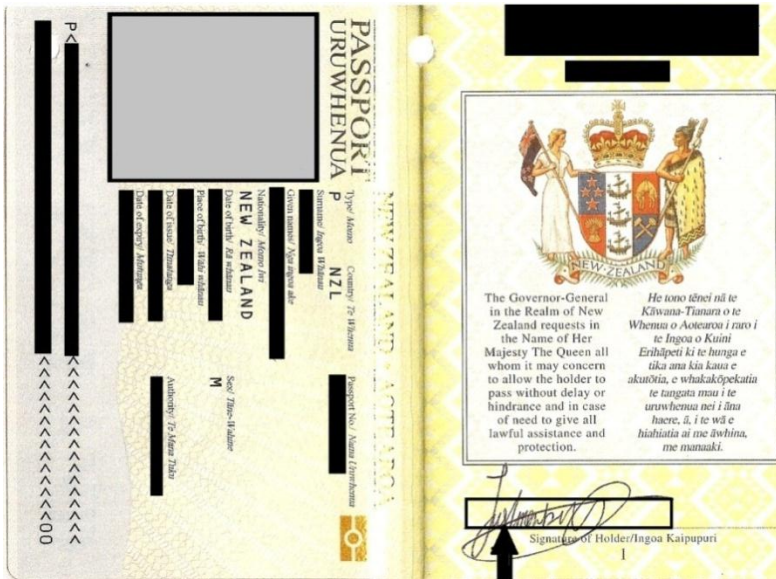 PASSPORT
URUWHENUA
NEW ZEALAND · AOTEAROA
Type/ Momo Country/ Te Whenua Passport No./ Nama Uruwhenua
P NZL
Surname/ Ingoa Whānau
Given names/ Nga ingoa ake
Nationality/ Momo Iwi
NEW ZEALAND
Date of birth/ Rā whānau Sex/ Tāne-Wahine
M
Place of birth/ Wahi whānau
Date of issue/ Timatanga Authority/ Te Mana Tuku
Date of expiry/ Mutunga
P<<<<<<<<<<<<<<<
<<<<<<<<<<<<<<00
NEW·ZEALAND
The Governor-General
in the Realm of New
Zealand requests in
the Name of Her
Majesty The Queen all
whom it may concern
to allow the holder to
pass without delay or
hindrance and in case
of need to give all
lawful assistance and
protection.
He tono tēnei nā te
Kāwana-Tianara o te
Whenua o Aotearoa i raro i
te Ingoa o Kuini
Erihāpeti ki te hunga e
tika ana kia kaua e
akutōtia, e whakakōpekatia
te tangata mau i te
uruwhenua nei i āna
haere, ā, i te wā e
hiahiatia ai me āwhina,
me manaaki.
Signature of Holder/Ingoa Kaipupuri
1